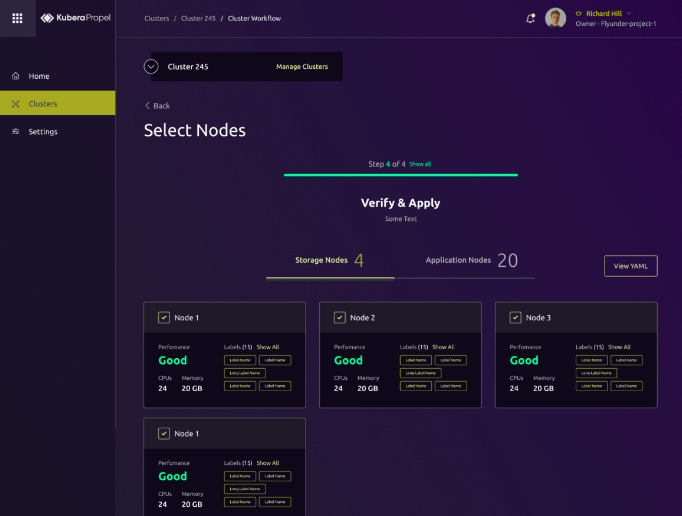 KuberaPropel
Clusters / Cluster 245 / Cluster Workflow
Richard Hill
Owner - Flyunder-project-1
Home
Clusters
Settings
Cluster 245
Manage Clusters
Back
Select Nodes
Step 4 of 4 Show all
Verify & Apply
Some Text
Storage Nodes 4
Application Nodes 20
View YAML
Node 1
Perfomance
Good
CPUs Memory
24 20 GB
Labels (15) Show All
Label Name Label Name
Long Label Name
Label Name Label Name
Node 2
Perfomance
Good
CPUs Memory
24 20 GB
Labels (15) Show All
Label Name Label Name
Long Label Name
Label Name Label Name
Node 3
Perfomance
Good
CPUs Memory
24 20 GB
Labels (15) Show All
Label Name Label Name
Long Label Name
Label Name Label Name
Node 1
Perfomance
Good
CPUs Memory
24 20 GB
Labels (15) Show All
Label Name Label Name
Long Label Name
Label Name Label Name